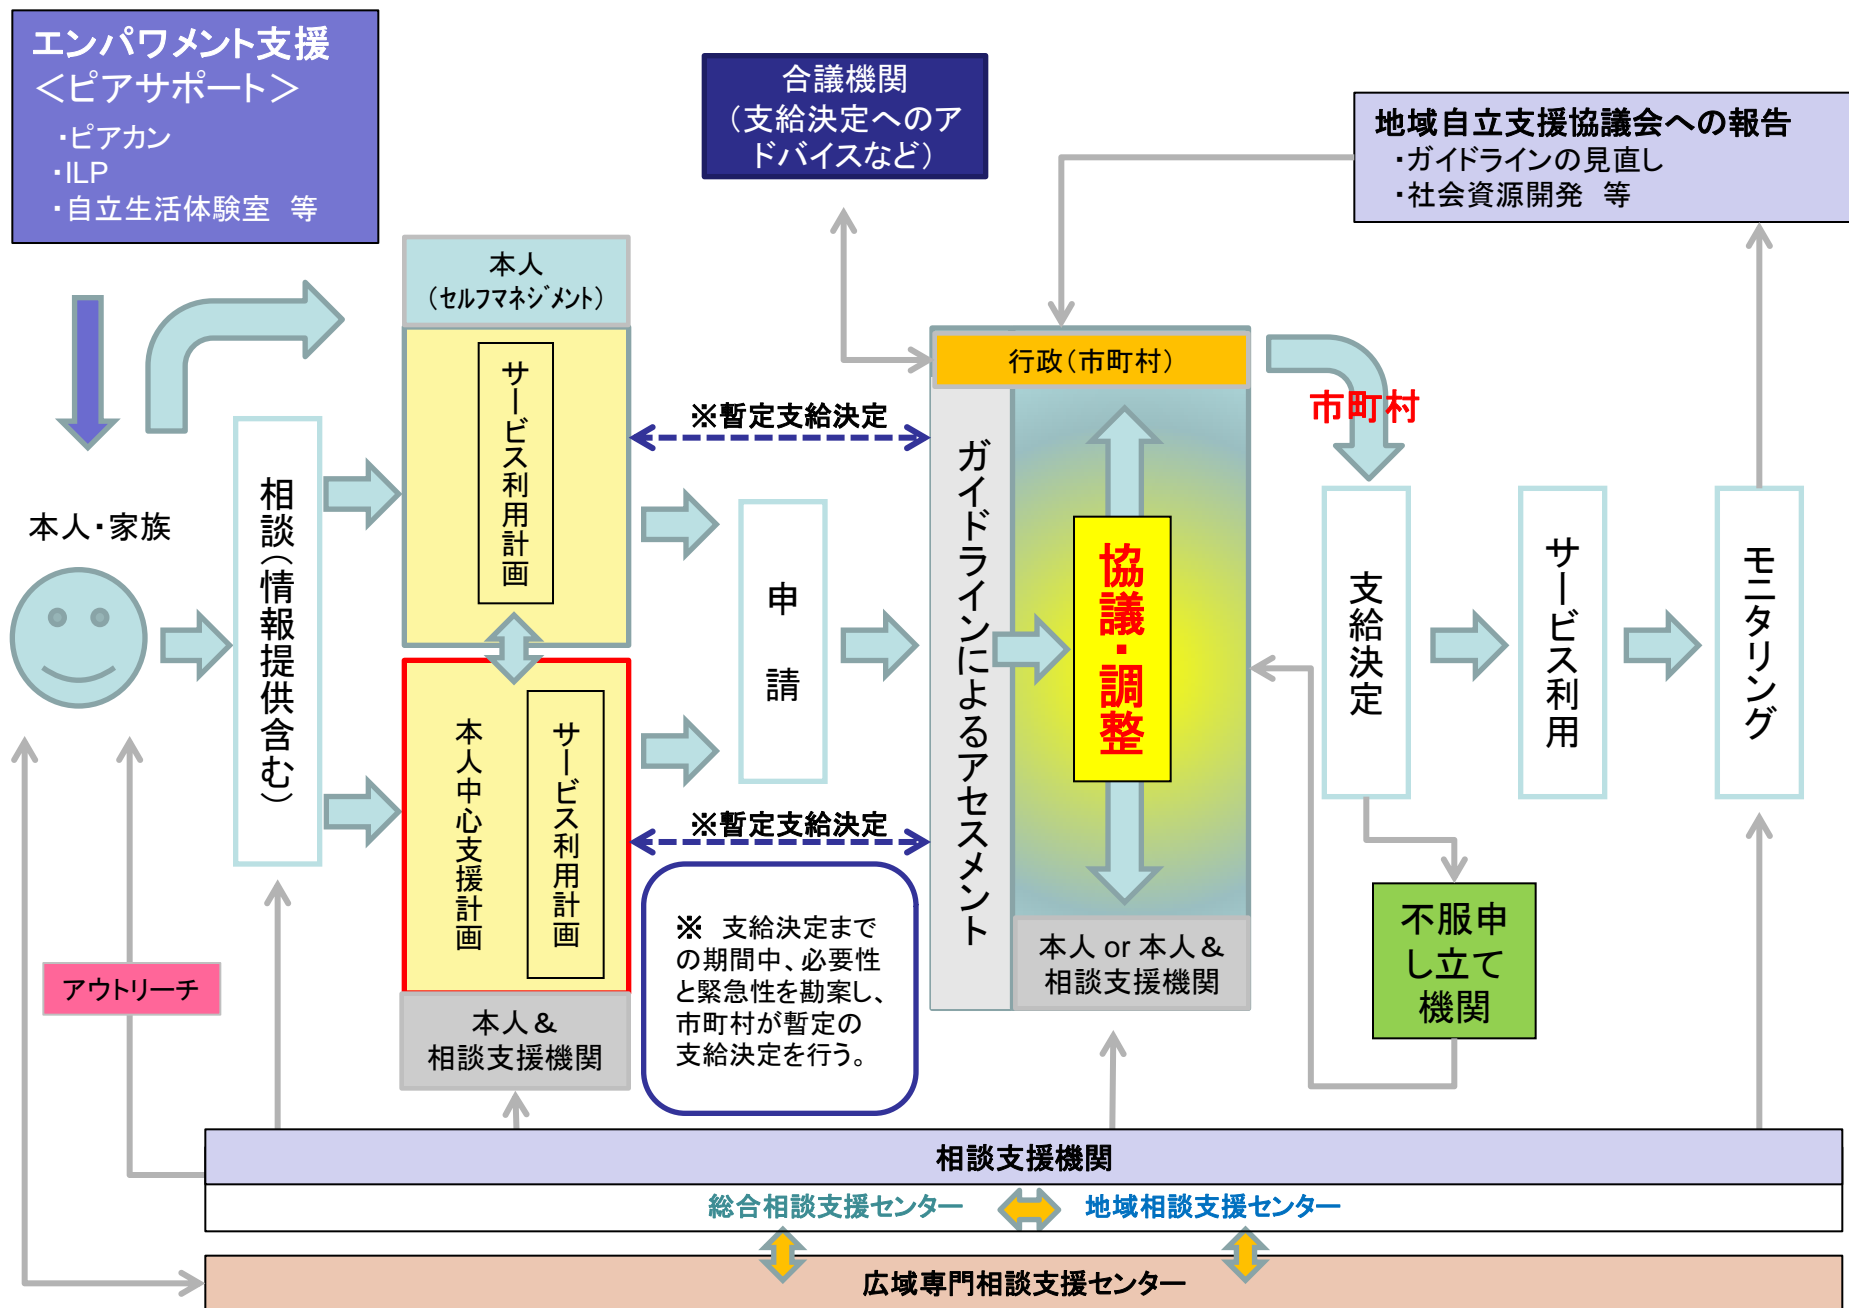 エンパワメント支援
＜ピアサポート＞
・ピアカン
・ILP
・自立生活体験室　等
合議機関
（支給決定へのア
ドバイスなど）
地域自立支援協議会への報告
・ガイドラインの見直し
・社会資源開発　等
本人
（セルフマネジメント）
サービス利用計画
行政（市町村）
市町村
※暫定支給決定
本人・家族
相談（情報提供含む）
申　請
ガイドラインによるアセスメント
協議・調整
支給決定
サービス利用
モニタリング
本人中心支援計画
サービス利用計画
※暫定支給決定
※　支給決定まで
の期間中、必要性
と緊急性を勘案し、
市町村が暫定の
支給決定を行う。
本人＆
相談支援機関
本人 or 本人＆
相談支援機関
不服申
し立て
機関
アウトリーチ
相談支援機関
総合相談支援センター
地域相談支援センター
広域専門相談支援センター